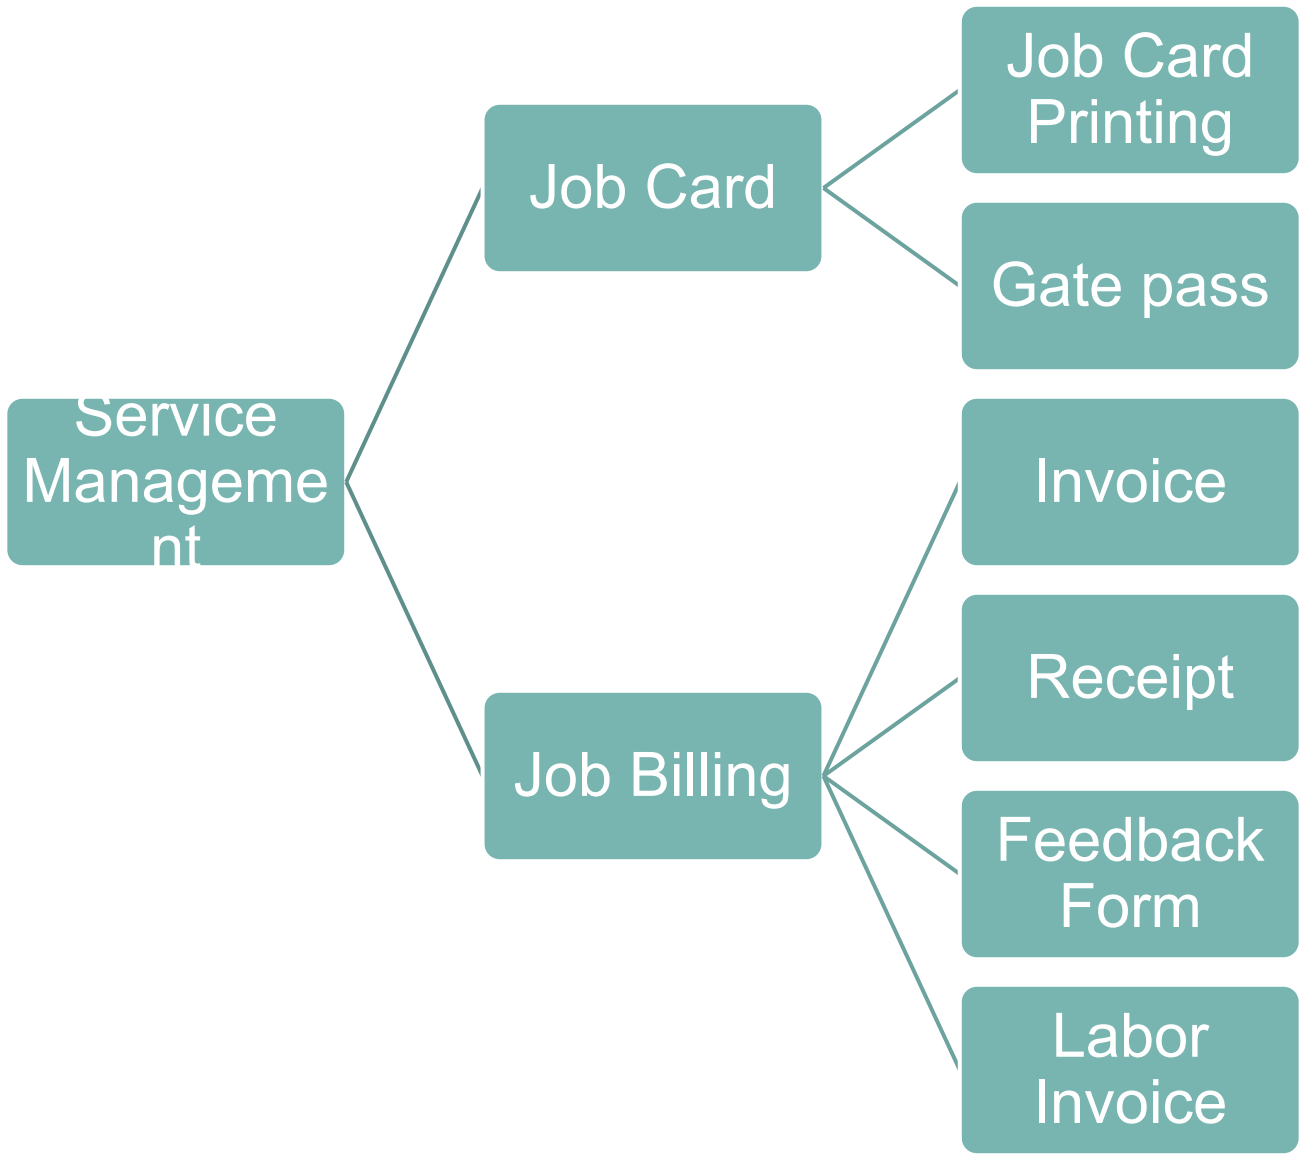 Service
Manageme
nt
Job Card
Job Billing
Job Card
Printing
Gate pass
Invoice
Receipt
Feedback
Form
Labor
Invoice